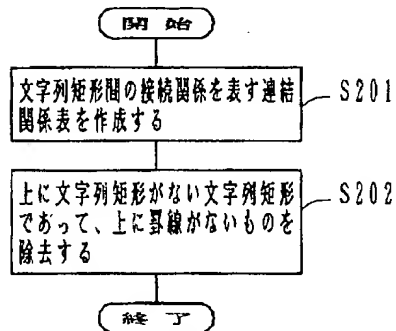 開始
文字列矩形間の接続関係を表す連結
関係表を作成する
S201
上に文字列矩形がない文字列矩形
であって、上に罫線がないものを
除去する
S202
終了